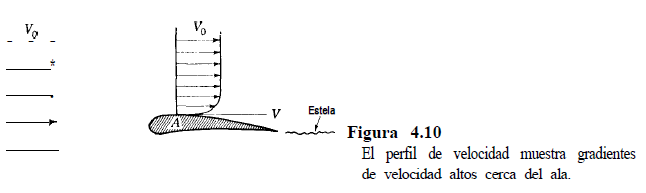 V₀
V₀
A
V
Estela
Figura 4.10
El perfil de velocidad muestra gradientes
de velocidad altos cerca del ala.